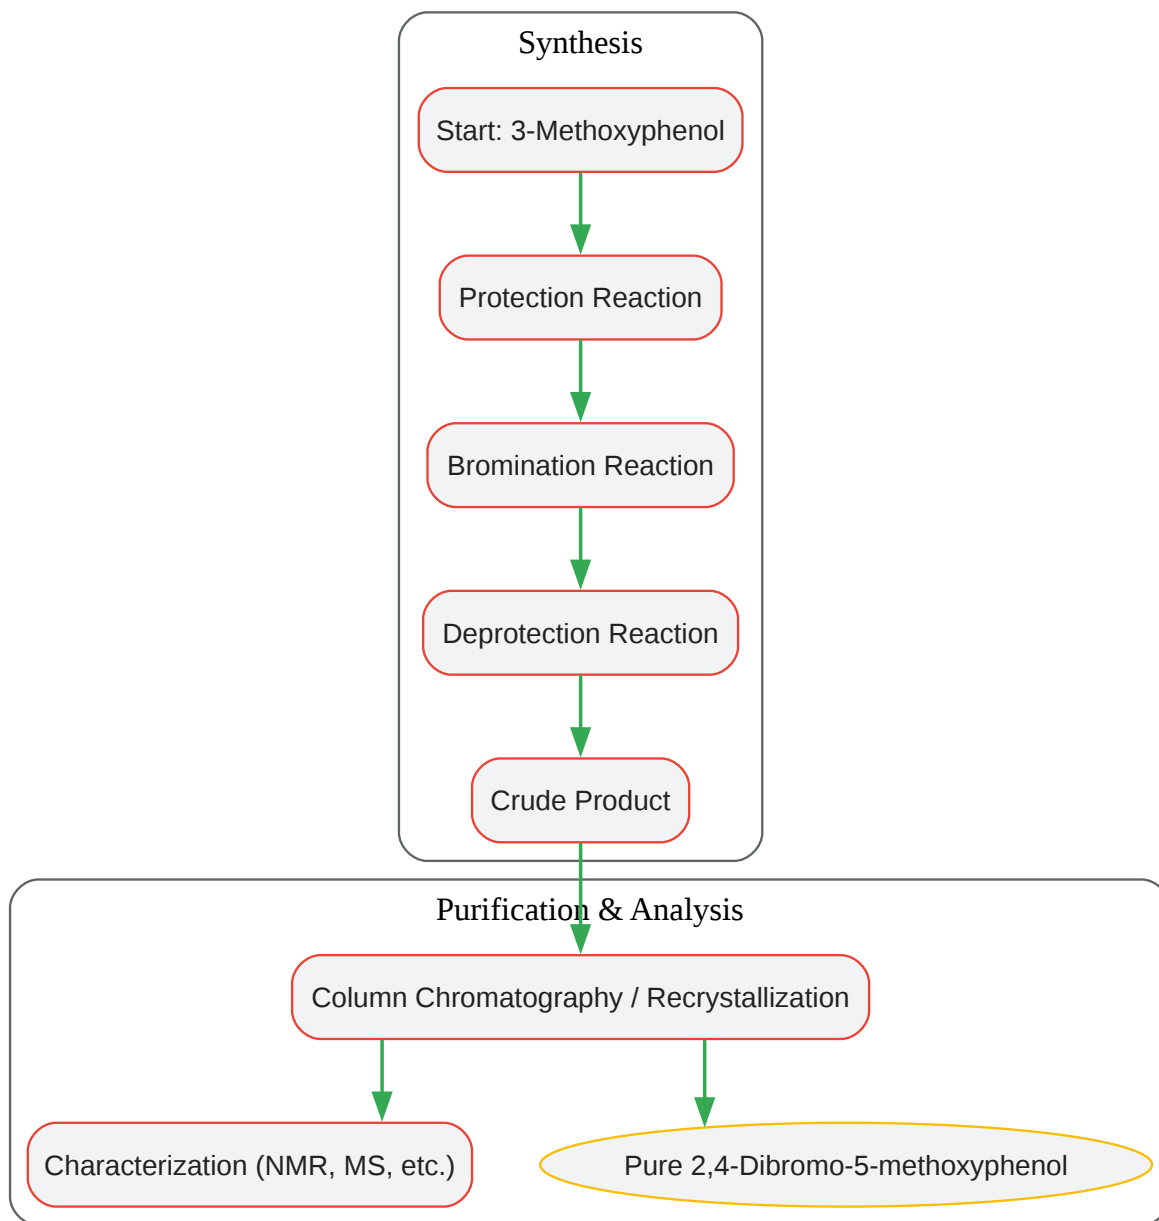 Synthesis
Start: 3-Methoxyphenol
Protection Reaction
Bromination Reaction
Deprotection Reaction
Crude Product
Purification & Analysis
Column Chromatography / Recrystallization
Characterization (NMR, MS, etc.)
Pure 2,4-Dibromo-5-methoxyphenol